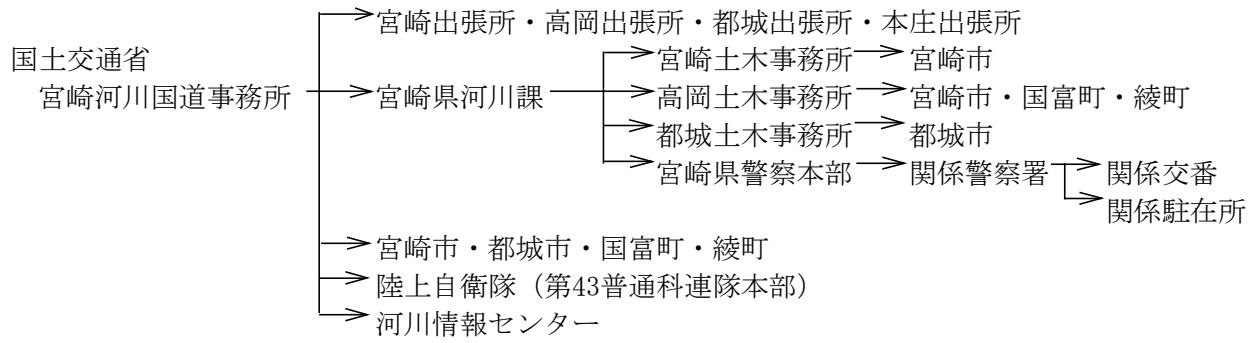 宮崎出張所・高岡出張所・都城出張所・本庄出張所
国土交通省
宮崎河川国道事務所
宮崎県河川課
宮崎土木事務所
宮崎市
高岡土木事務所
宮崎市・国富町・綾町
都城土木事務所
都城市
宮崎県警察本部
関係警察署
関係交番
関係駐在所
宮崎市・都城市・国富町・綾町
陸上自衛隊（第43普通科連隊本部）
河川情報センター